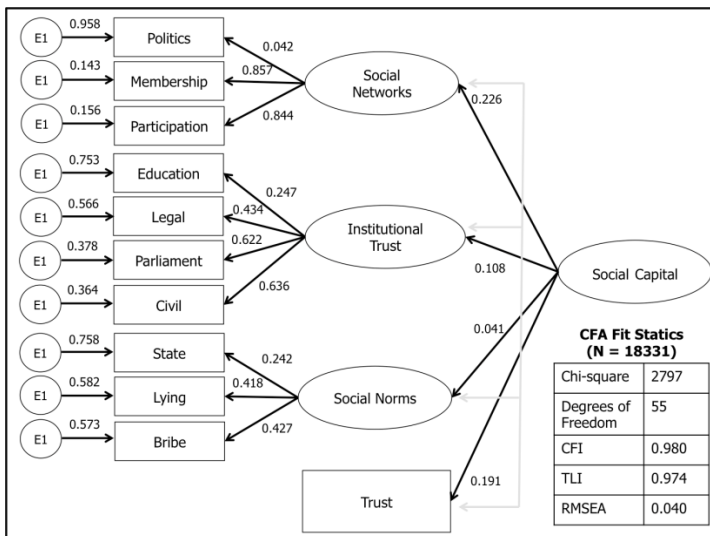 E1 0.958 Politics
0.042
E1 0.143 Membership
0.857
E1 0.156 Participation
0.844
Social
Networks
0.226
E1 0.753 Education
0.247
E1 0.566 Legal
0.434
E1 0.378 Parliament
0.622
E1 0.364 Civil
0.636
Institutional
Trust
0.108
Social Capital
E1 0.758 State
0.242
E1 0.582 Lying
0.418
E1 0.573 Bribe
0.427
Social Norms
0.041
Trust
0.191
CFA Fit Statics
(N = 18331)
Chi-square 2797
Degrees of
Freedom 55
CFI 0.980
TLI 0.974
RMSEA 0.040